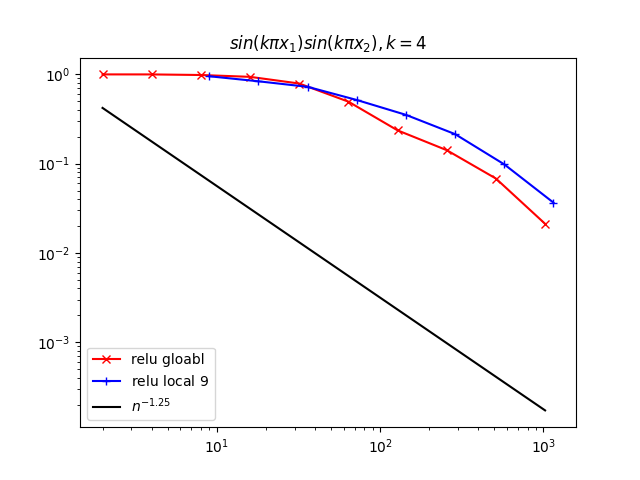 sin(kπx₁)sin(kπx₂), k = 4
10⁰
10⁻¹
10⁻²
10⁻³
relu gloabl
relu local 9
n⁻¹·²⁵
10¹ 10² 10³